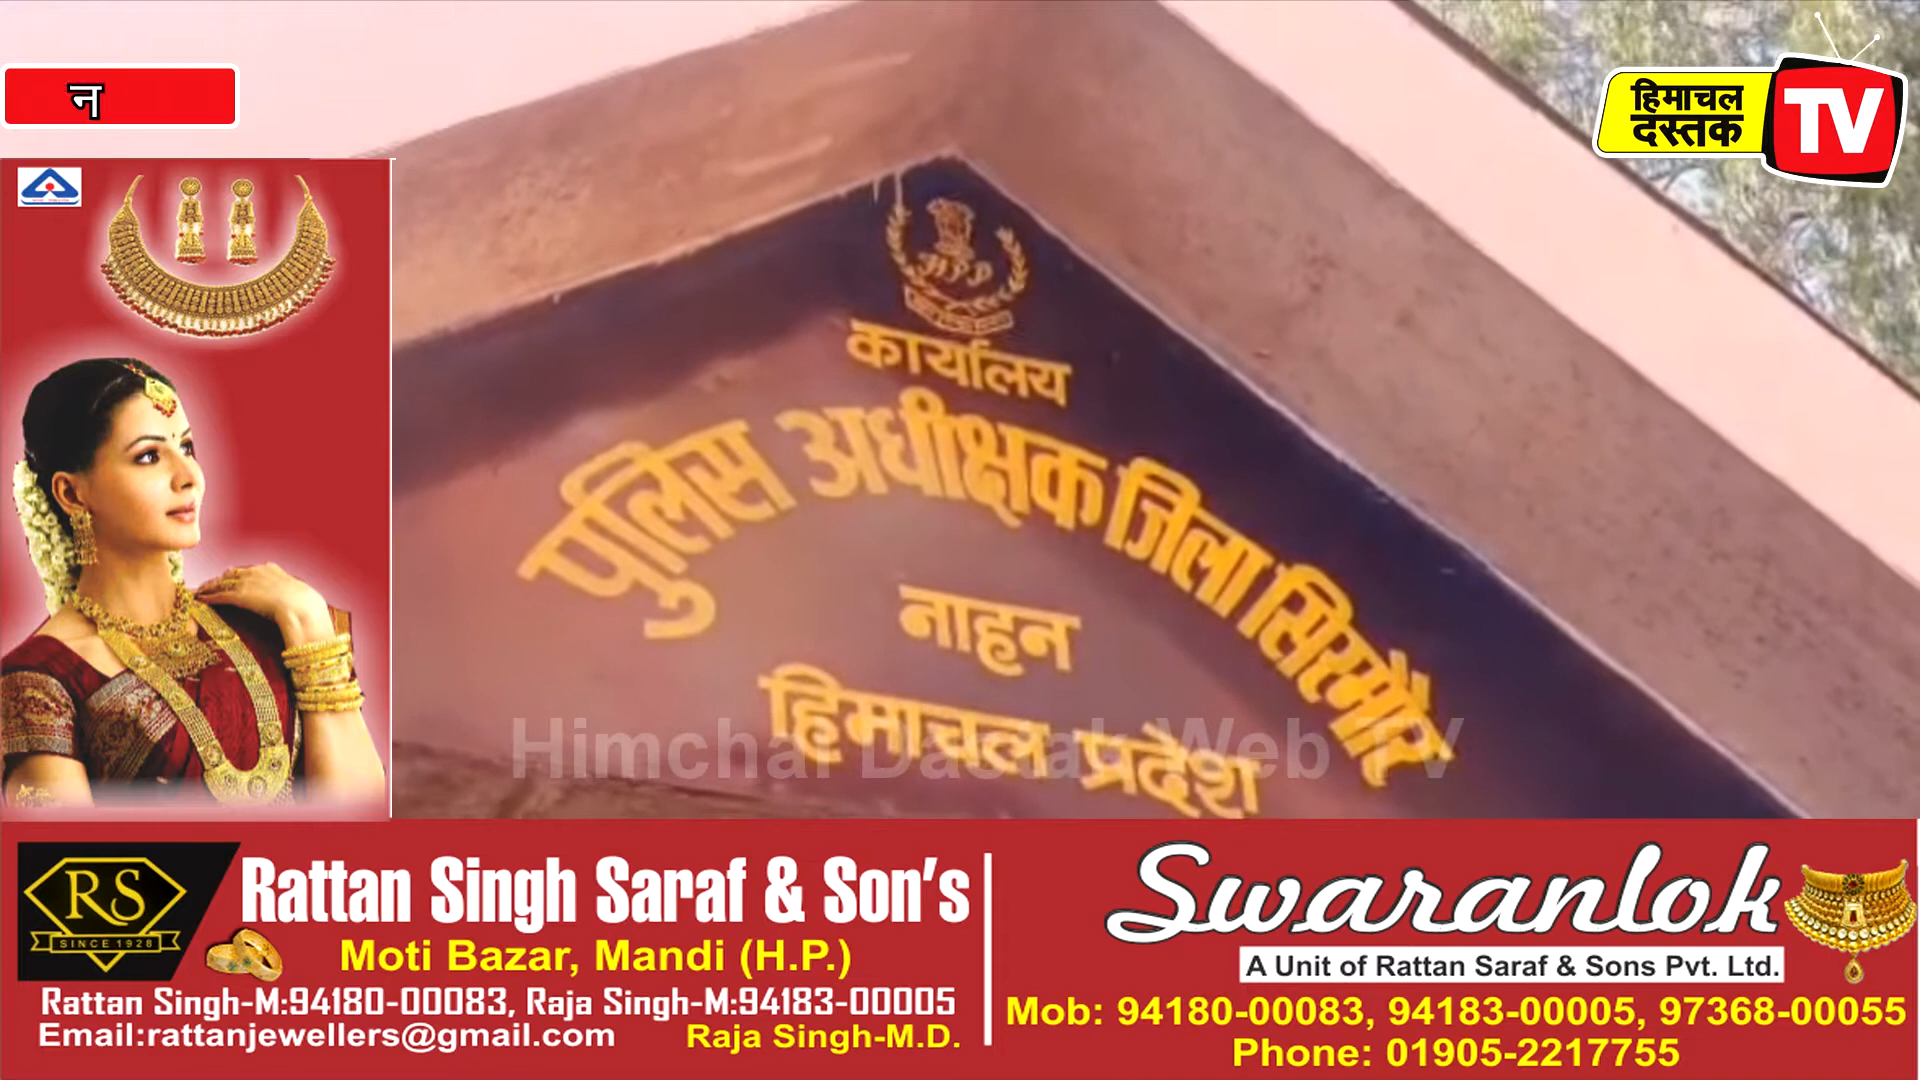 न
हिमाचल
दस्तक
TV
HPP
कार्यालय
पुलिस अधीक्षक जिला सिरमौर
नाहन
हिमाचल प्रदेश
Himchal Dastak Web TV
RS
SINCE 1928
Rattan Singh Saraf & Son's
Moti Bazar, Mandi (H.P.)
Rattan Singh-M:94180-00083, Raja Singh-M:94183-00005
Email:rattanjewellers@gmail.com Raja Singh-M.D.
Swaranlok
A Unit of Rattan Saraf & Sons Pvt. Ltd.
Mob: 94180-00083, 94183-00005, 97368-00055
Phone: 01905-2217755